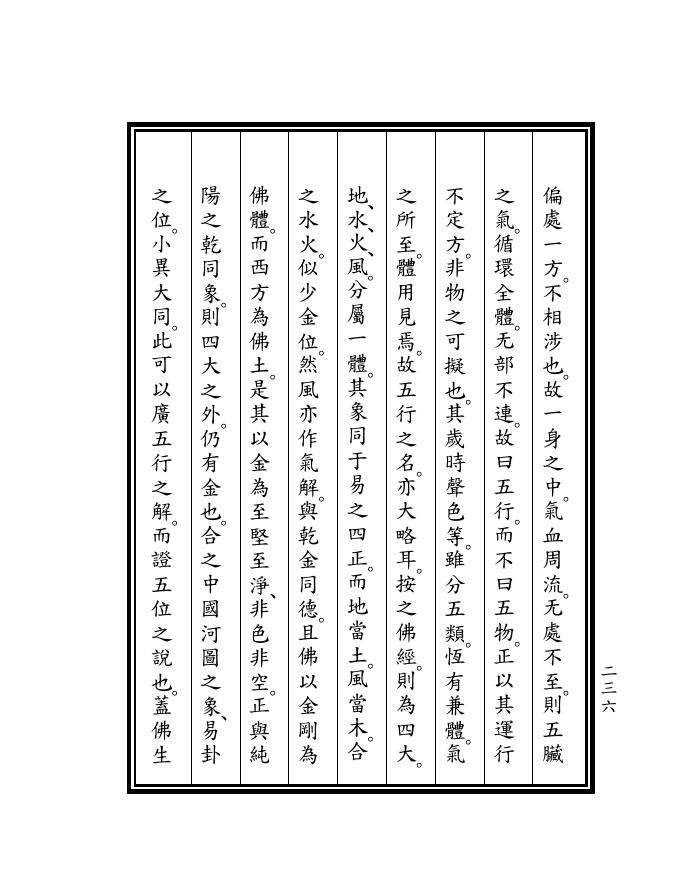 偏處一方。不相涉也。故一身之中。氣血周流。无處不至。則五臟
之氣。循環全體。无部不連。故曰五行。而不曰五物。正以其運行
不定方。非物之可擬也。其歲時聲色等。雖分五類。恆有兼體。氣
之所至。體用見焉。故五行之名。亦大略耳。按之佛經。則為四大。
地、水、火、風。分屬一體。其象同于易之四正。而地當土。風當木。合
之水火。似少金位。然風亦作氣解。與乾金同德。且佛以金剛為
佛體。而西方為佛土。是其以金為至堅至淨、非色非空。正與純
陽之乾同象。則四大之外。仍有金也。合之中國河圖之象、易卦
之位。小異大同。此可以廣五行之解。而證五位之說也。蓋佛生
二三六